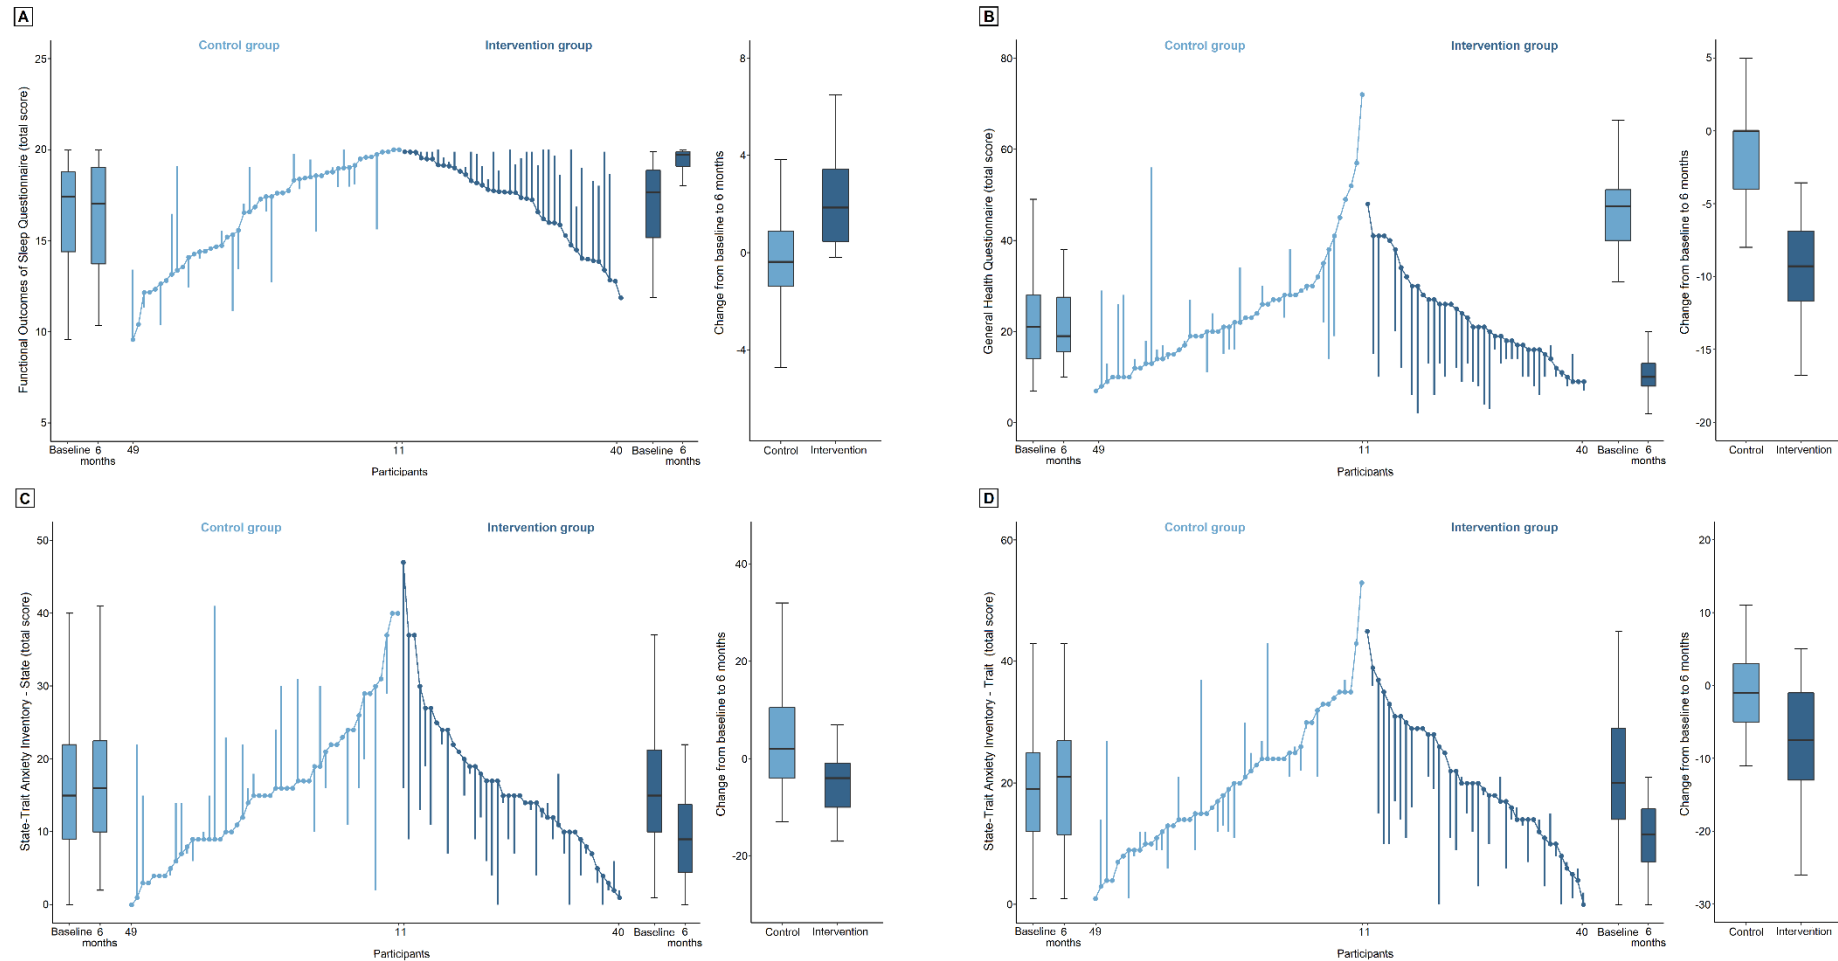 A
Control group
Intervention group
Functional Outcomes of Sleep Questionnaire (total score)
25
20
15
10
5
Baseline 6 months
49
11
40
Baseline 6 months
Participants
Change from baseline to 6 months
8
4
0
-4
Control Intervention
B
Control group
Intervention group
General Health Questionnaire (total score)
80
60
40
20
0
Baseline 6 months
49
11
40
Baseline 6 months
Participants
Change from baseline to 6 months
5
0
-5
-10
-15
-20
Control Intervention
C
Control group
Intervention group
State-Trait Anxiety Inventory - State (total score)
50
40
30
20
10
0
Baseline 6 months
49
11
40
Baseline 6 months
Participants
Change from baseline to 6 months
40
20
0
-20
Control Intervention
D
Control group
Intervention group
State-Trait Anxiety Inventory - Trait (total score)
60
40
20
0
Baseline 6 months
49
11
40
Baseline 6 months
Participants
Change from baseline to 6 months
20
10
0
-10
-20
-30
Control Intervention